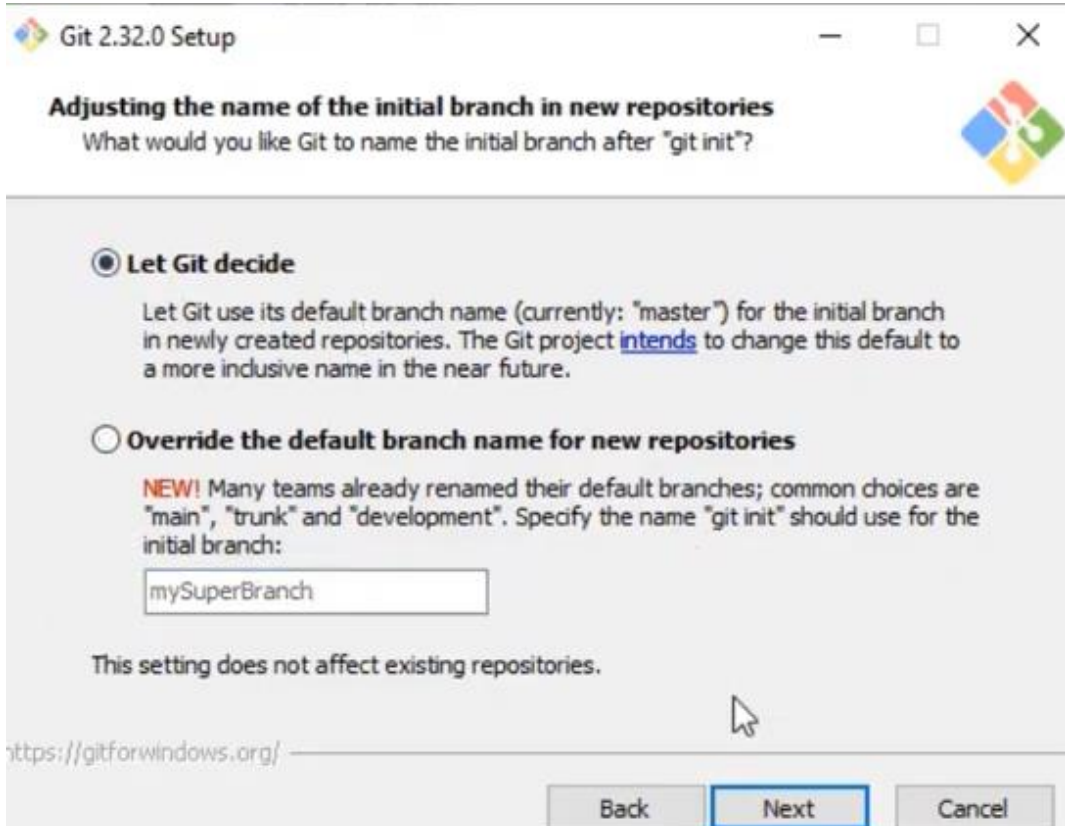 Git 2.32.0 Setup
Adjusting the name of the initial branch in new repositories
What would you like Git to name the initial branch after "git init"?
Let Git decide
Let Git use its default branch name (currently: "master") for the initial branch
in newly created repositories. The Git project intends to change this default to
a more inclusive name in the near future.
Override the default branch name for new repositories
NEW! Many teams already renamed their default branches; common choices are
"main", "trunk" and "development". Specify the name "git init" should use for the
initial branch:
mySuperBranch
This setting does not affect existing repositories.
https://gitforwindows.org/
Back Next Cancel